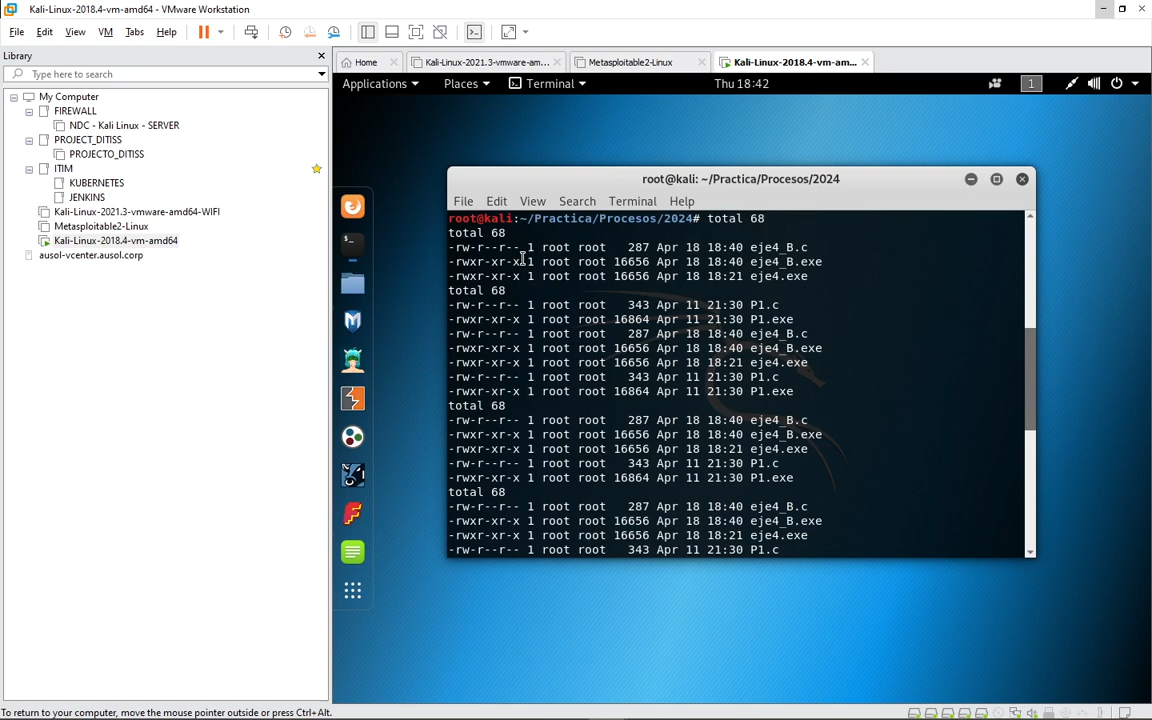 Kali-Linux-2018.4-vm-amd64 - VMware Workstation
File Edit View VM Tabs Help
Library
Type here to search
My Computer
FIREWALL
NDC - Kali Linux - SERVER
PROJECT_DITISS
PROJECTO_DITISS
ITIM
KUBERNETES
JENKINS
Kali-Linux-2021.3-vmware-amd64-WIFI
Metasploitable2-Linux
Kali-Linux-2018.4-vm-amd64
ausol-vcenter.ausol.corp
Home Kali-Linux-2021.3-vmware-am... Metasploitable2-Linux Kali-Linux-2018.4-vm-am...
Applications Places Terminal Thu 18:42 1
root@kali: ~/Practica/Procesos/2024
File Edit View Search Terminal Help
root@kali:~/Practica/Procesos/2024# total 68
total 68
-rw-r--r-- 1 root root 287 Apr 18 18:40 eje4_B.c
-rwxr-xr-x 1 root root 16656 Apr 18 18:40 eje4_B.exe
-rwxr-xr-x 1 root root 16656 Apr 18 18:21 eje4.exe
total 68
-rw-r--r-- 1 root root 343 Apr 11 21:30 P1.c
-rwxr-xr-x 1 root root 16864 Apr 11 21:30 P1.exe
-rw-r--r-- 1 root root 287 Apr 18 18:40 eje4_B.c
-rwxr-xr-x 1 root root 16656 Apr 18 18:40 eje4_B.exe
-rwxr-xr-x 1 root root 16656 Apr 18 18:21 eje4.exe
-rw-r--r-- 1 root root 343 Apr 11 21:30 P1.c
-rwxr-xr-x 1 root root 16864 Apr 11 21:30 P1.exe
total 68
-rw-r--r-- 1 root root 287 Apr 18 18:40 eje4_B.c
-rwxr-xr-x 1 root root 16656 Apr 18 18:40 eje4_B.exe
-rwxr-xr-x 1 root root 16656 Apr 18 18:21 eje4.exe
-rw-r--r-- 1 root root 343 Apr 11 21:30 P1.c
-rwxr-xr-x 1 root root 16864 Apr 11 21:30 P1.exe
total 68
-rw-r--r-- 1 root root 287 Apr 18 18:40 eje4_B.c
-rwxr-xr-x 1 root root 16656 Apr 18 18:40 eje4_B.exe
-rwxr-xr-x 1 root root 16656 Apr 18 18:21 eje4.exe
-rw-r--r-- 1 root root 343 Apr 11 21:30 P1.c
To return to your computer, move the mouse pointer outside or press Ctrl+Alt.